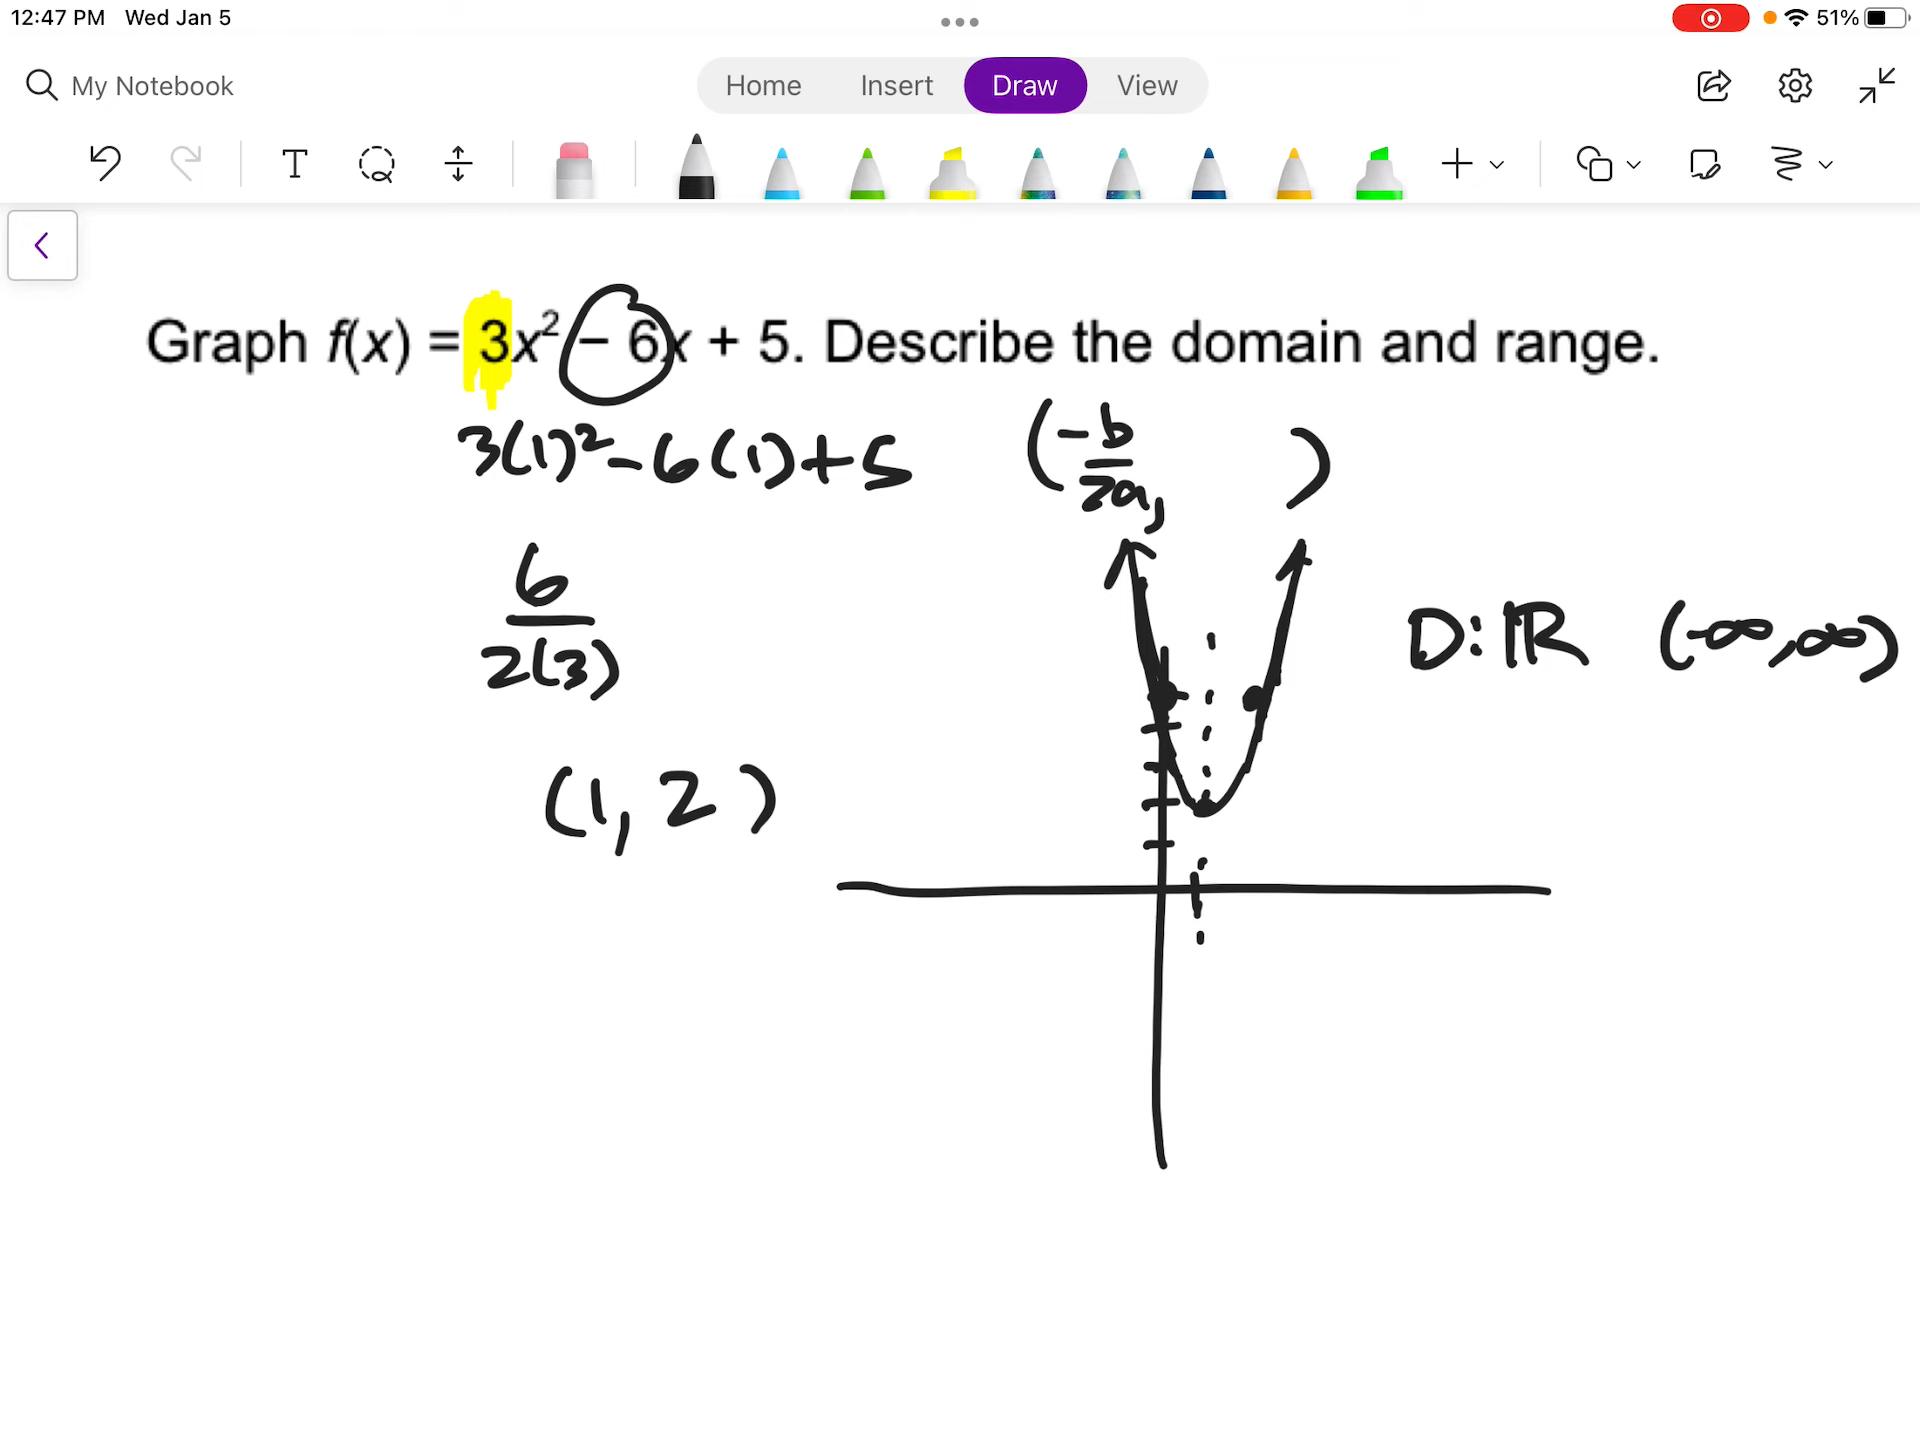 12:47 PM Wed Jan 5
51%
My Notebook
Home Insert Draw View
T
Graph f(x) = 3x² − 6x + 5. Describe the domain and range.
3(1)²-6(1)+5
(-b/2a, )
6/2(3)
D: ℝ (-∞,∞)
(1, 2)